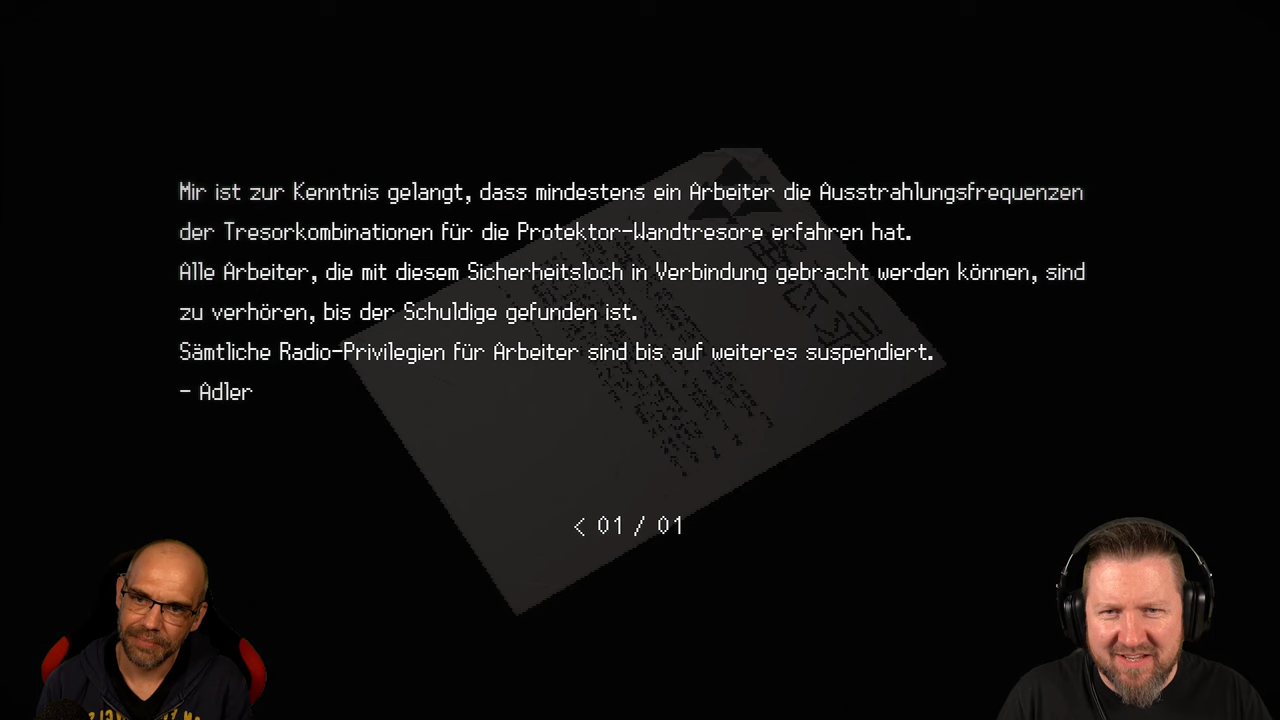 Mir ist zur Kenntnis gelangt, dass mindestens ein Arbeiter die Ausstrahlungsfrequenzen
der Tresorkombinationen für die Protektor-Wandtresore erfahren hat.
Alle Arbeiter, die mit diesem Sicherheitsloch in Verbindung gebracht werden können, sind
zu verhören, bis der Schuldige gefunden ist.
Sämtliche Radio-Privilegien für Arbeiter sind bis auf weiteres suspendiert.
- Adler
< 01 / 01